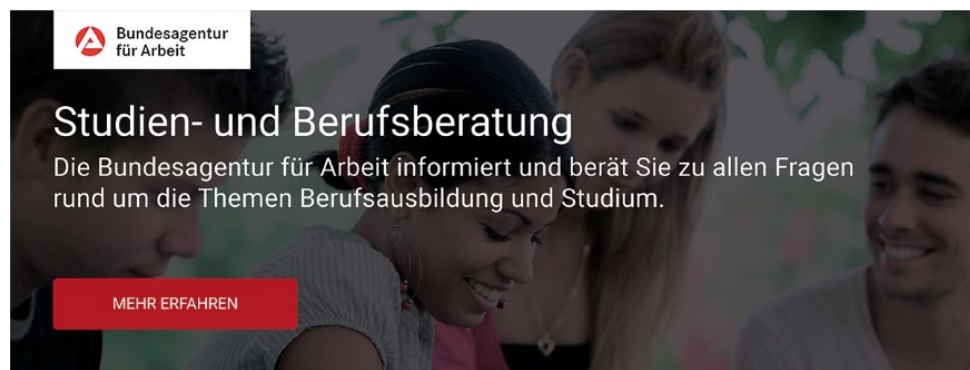 Bundesagentur
für Arbeit
Studien- und Berufsberatung
Die Bundesagentur für Arbeit informiert und berät Sie zu allen Fragen
rund um die Themen Berufsausbildung und Studium.
MEHR ERFAHREN